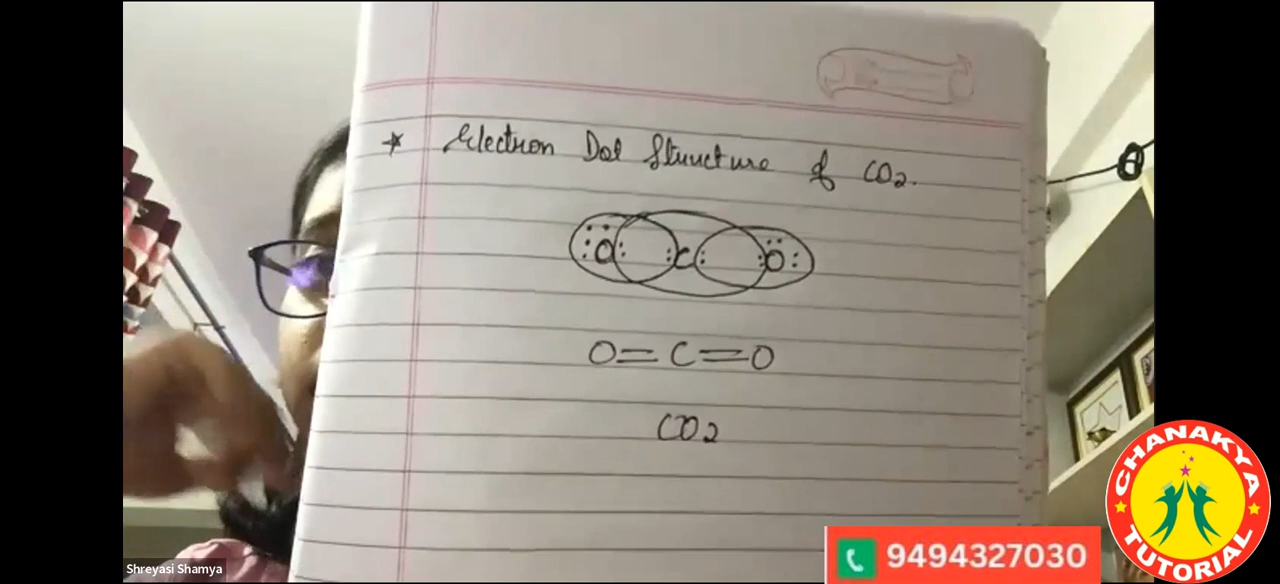 * Electron Dot Structure of CO2.
:O::C::O:
O=C=O
CO2
CHANAKYA
TUTORIAL
9494327030
Shreyasi Shamya